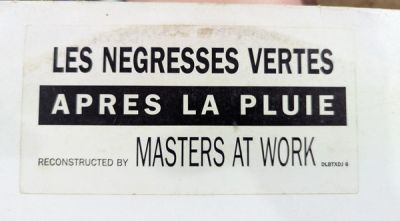 LES NEGRESSES VERTES
APRES LA PLUIE
RECONSTRUCTED BY MASTERS AT WORK DLBTXDJ 6